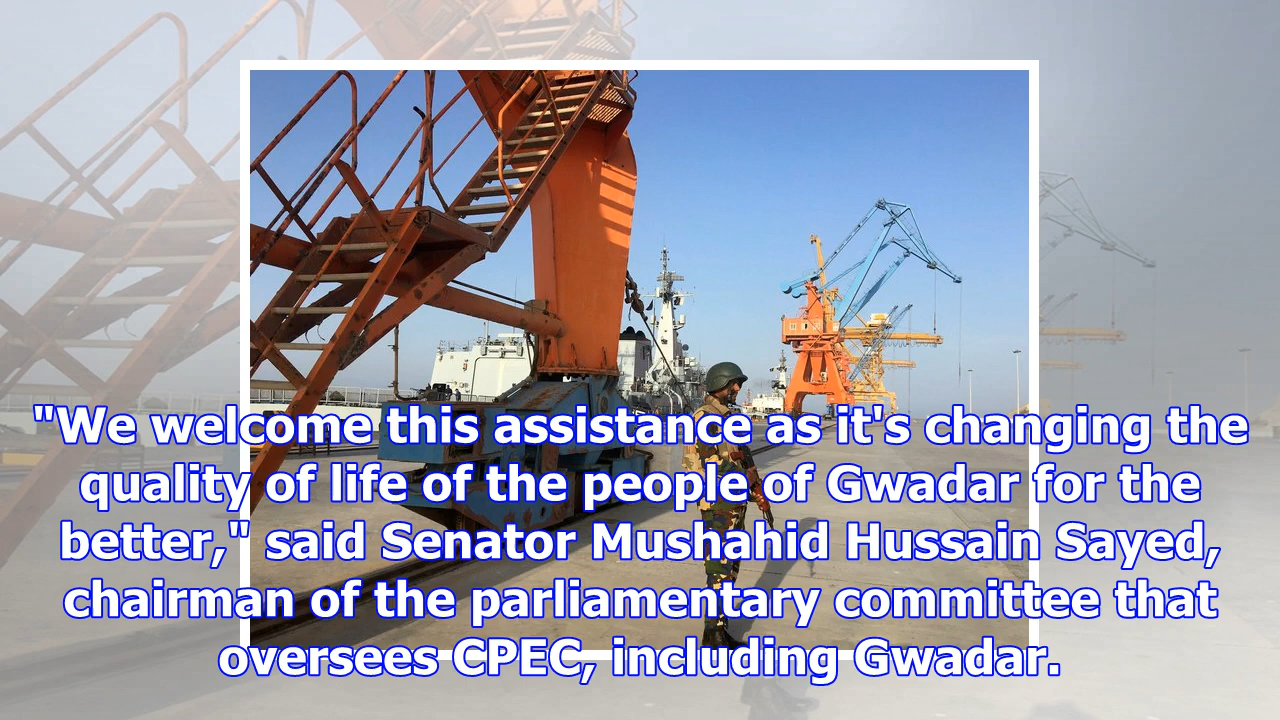 "We welcome this assistance as it's changing the
quality of life of the people of Gwadar for the
better," said Senator Mushahid Hussain Sayed,
chairman of the parliamentary committee that
oversees CPEC, including Gwadar.